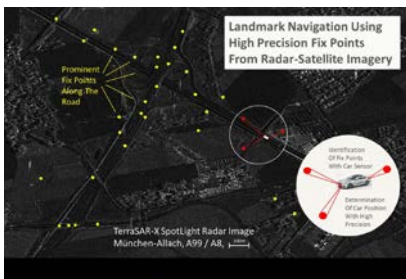 Landmark Navigation Using
High Precision Fix Points
From Radar-Satellite Imagery
Prominent
Fix Points
Along The
Road
Identification
Of Fix Points
With Car Sensor
Determination
Of Car Position
With High
Precision
TerraSAR-X SpotLight Radar Image
München-Allach, A99 / A8,